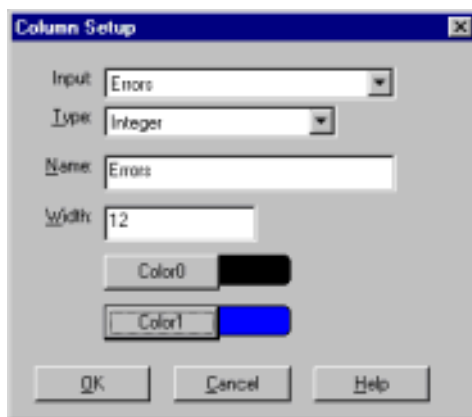 Column Setup
Input: Errors
Type: Integer
Name: Errors
Width: 12
Color0
Color1
OK Cancel Help